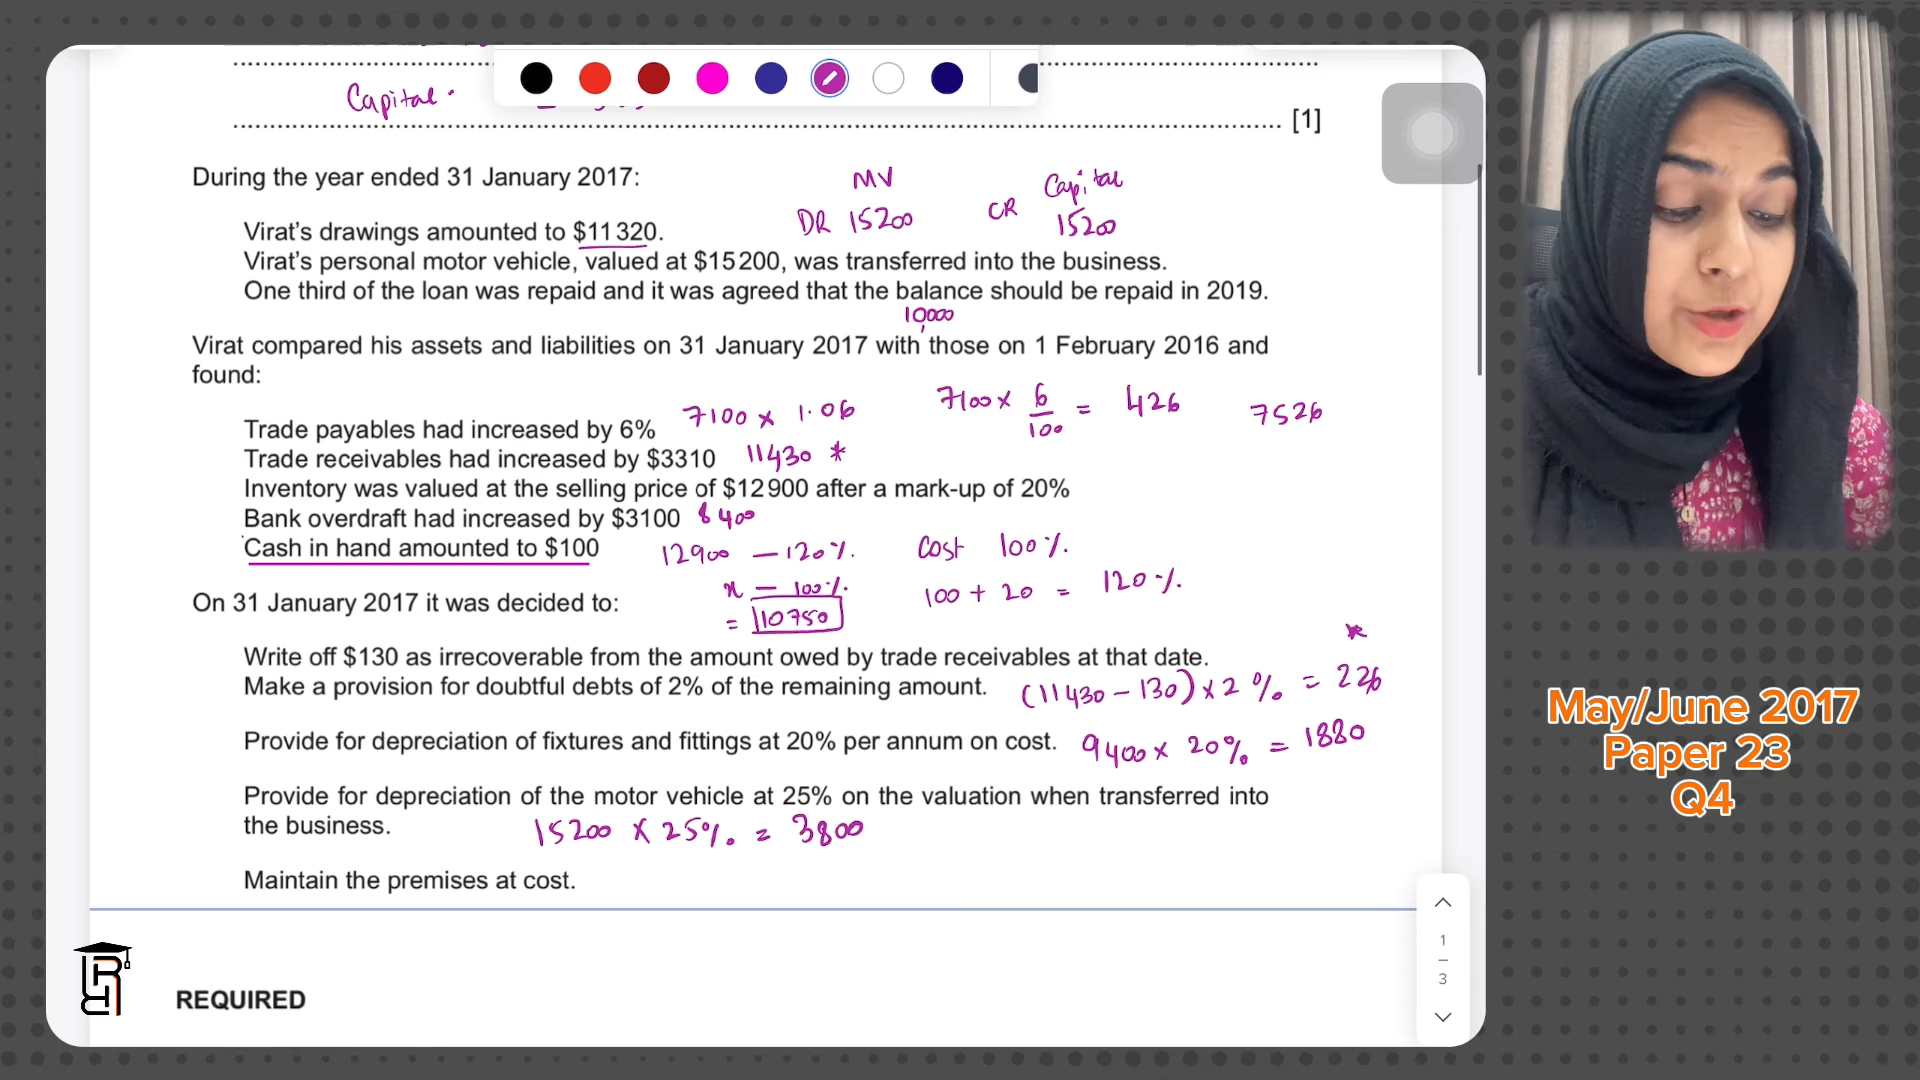 Capital
[1]
During the year ended 31 January 2017:
MV
Capital
DR 15200
CR 15200
Virat's drawings amounted to $11 320.
Virat's personal motor vehicle, valued at $15 200, was transferred into the business.
One third of the loan was repaid and it was agreed that the balance should be repaid in 2019.
10,000
Virat compared his assets and liabilities on 31 January 2017 with those on 1 February 2016 and
found:
Trade payables had increased by 6% 7100 x 1.06 7100 x 6/100 = 426 7526
Trade receivables had increased by $3310 11430 *
Inventory was valued at the selling price of $12 900 after a mark-up of 20%
Bank overdraft had increased by $3100 8400
Cash in hand amounted to $100 12900 – 120% Cost 100%
x – 100% 100 + 20 = 120%
On 31 January 2017 it was decided to: = 10750
*
Write off $130 as irrecoverable from the amount owed by trade receivables at that date.
Make a provision for doubtful debts of 2% of the remaining amount. (11430 – 130) x 2% = 226
Provide for depreciation of fixtures and fittings at 20% per annum on cost. 9400 x 20% = 1880
Provide for depreciation of the motor vehicle at 25% on the valuation when transferred into
the business. 15200 x 25% = 3800
Maintain the premises at cost.
REQUIRED
1
3
May/June 2017
Paper 23
Q4